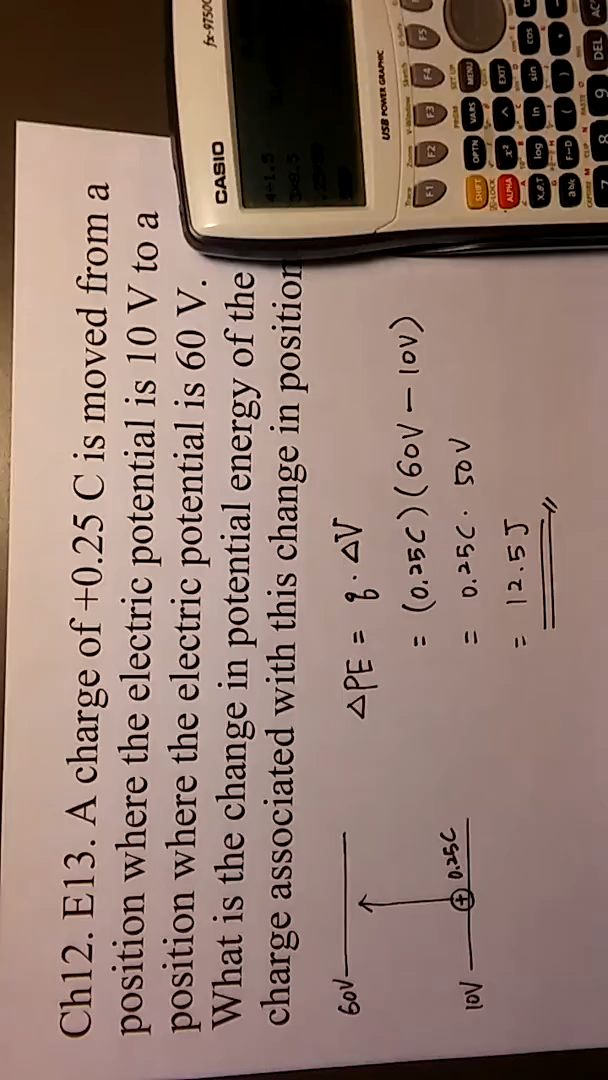 Ch12. E13. A charge of +0.25 C is moved from a
position where the electric potential is 10 V to a
position where the electric potential is 60 V.
What is the change in potential energy of the
charge associated with this change in position
60V
10V
+ 0.25C
ΔPE = q · ΔV
= (0.25C) (60V - 10V)
= 0.25C · 50V
= 12.5J
CASIO
USB POWER GRAPHIC
F1
F2
F3
F4
F5
SHIFT
OPTN
VARS
MENU
ALPHA
x²
^
EXIT
X,θ,T
log
ln
sin
cos
a b/c
F↔D
(
)
,
7
8
9
DEL
AC